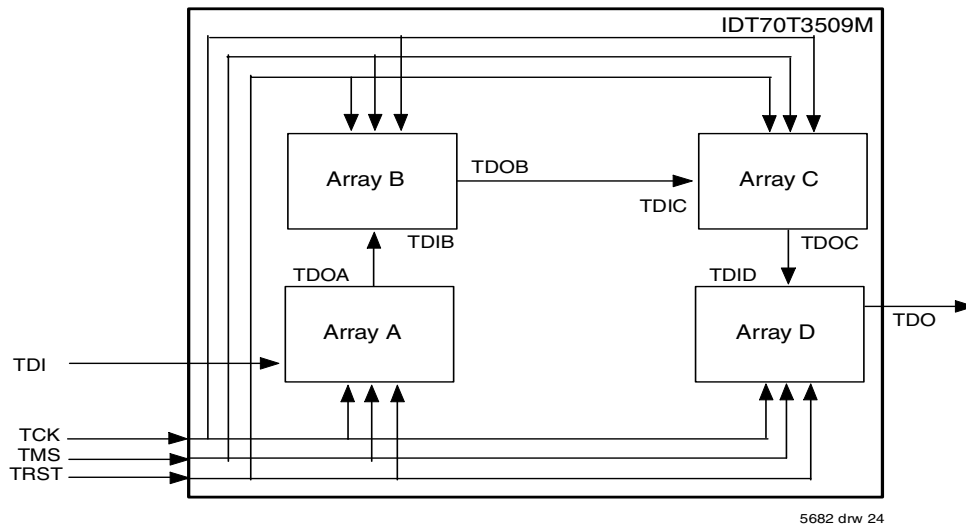 IDT70T3509M
Array B
TDOB
Array C
TDIC
TDIB
TDOC
TDOA
TDID
Array A
Array D
TDO
TDI
TCK
TMS
TRST
5682 drw 24